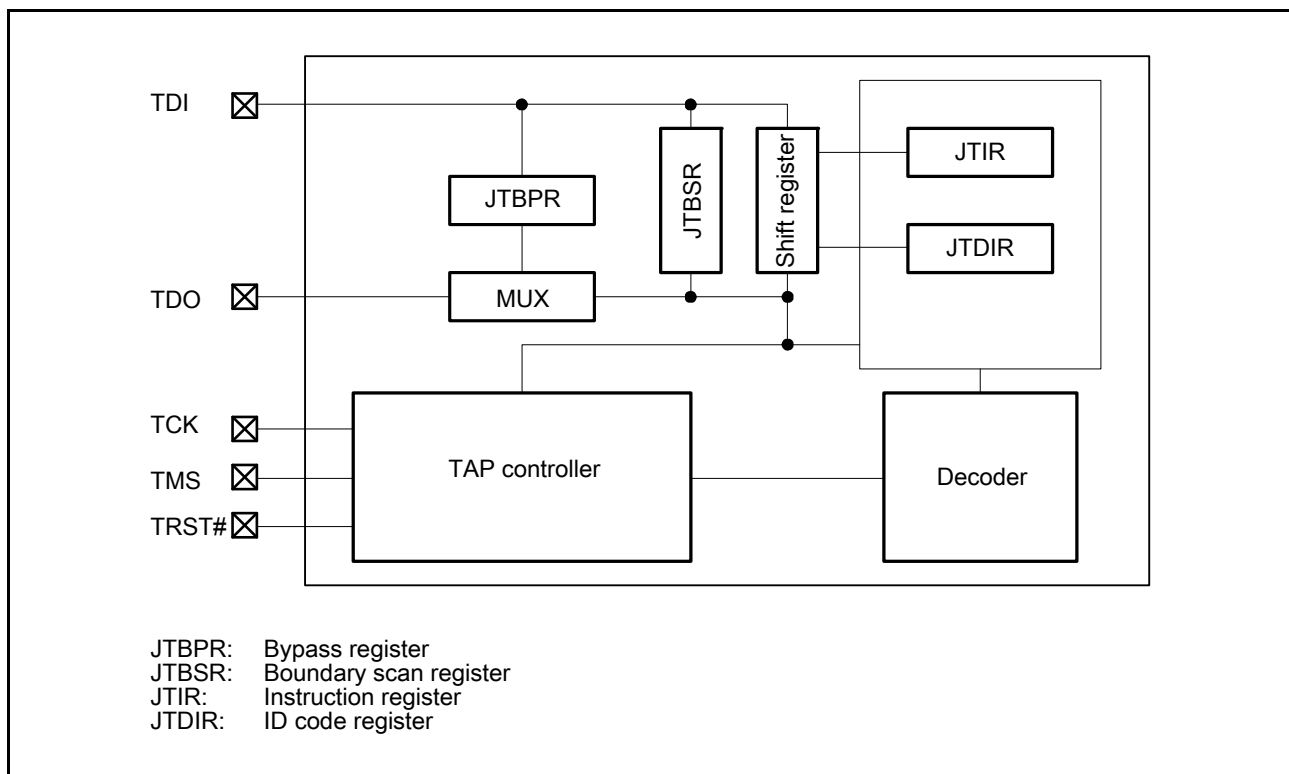 TDI
JTBPR
JTBSR
Shift register
JTIR
JTDIR
TDO
MUX
TCK
TMS
TRST#
TAP controller
Decoder
JTBPR: Bypass register
JTBSR: Boundary scan register
JTIR: Instruction register
JTDIR: ID code register